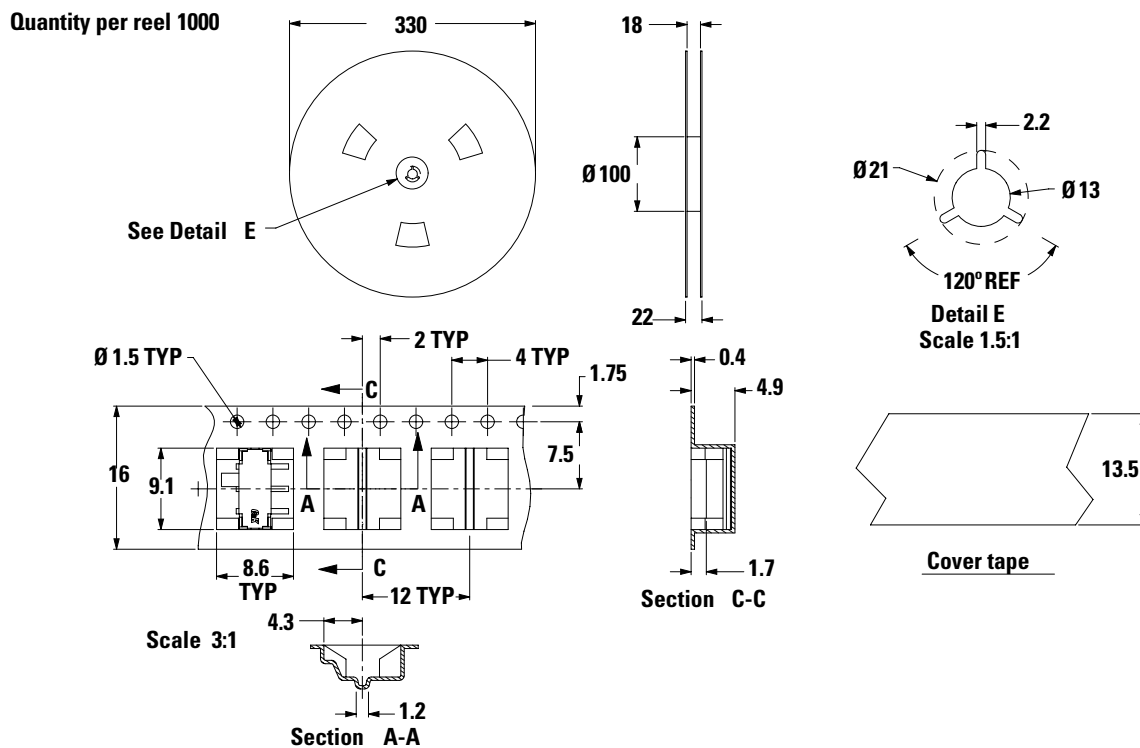 Quantity per reel 1000
330
18
2.2
Ø 100
Ø 21
Ø 13
See Detail E
120º REF
22
Detail E
Scale 1.5:1
2 TYP
Ø 1.5 TYP
4 TYP
0.4
1.75
4.9
C
7.5
16
9.1
13.5
A
A
8.6
TYP
C
12 TYP
1.7
Cover tape
Section C-C
4.3
Scale 3:1
1.2
Section A-A